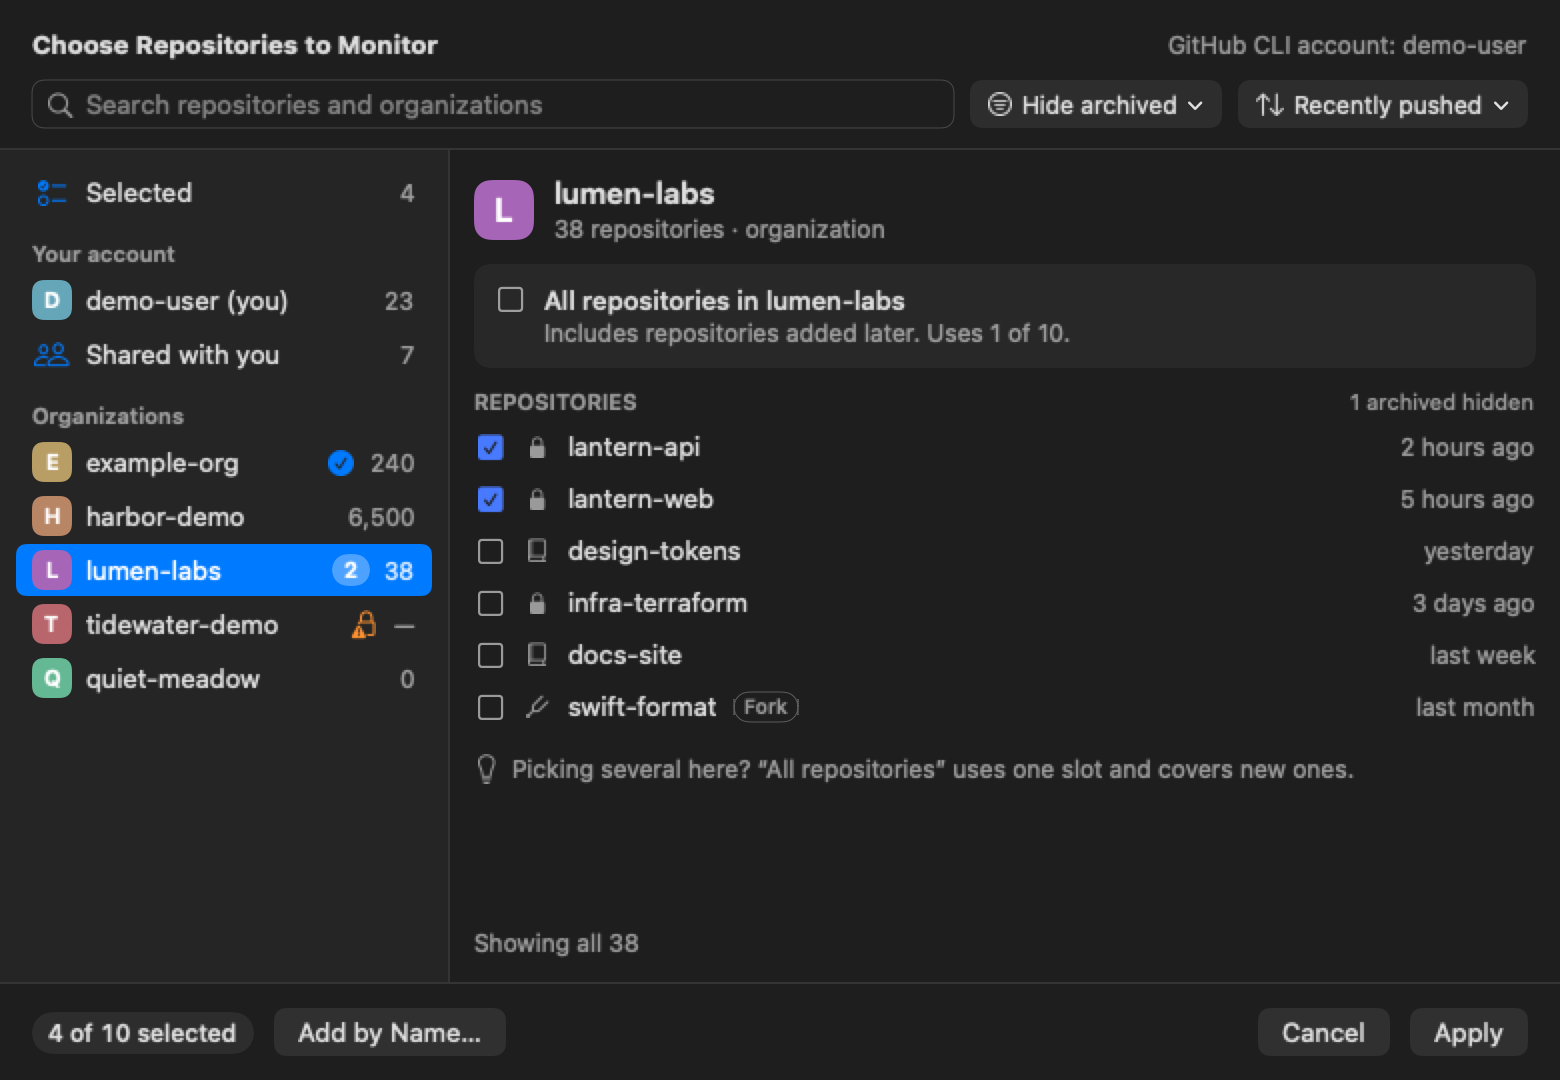 Choose Repositories to Monitor
GitHub CLI account: demo-user
Search repositories and organizations
Hide archived
Recently pushed
Selected 4
Your account
D demo-user (you) 23
Shared with you 7
Organizations
E example-org 240
H harbor-demo 6,500
L lumen-labs 2 38
T tidewater-demo —
Q quiet-meadow 0
L
lumen-labs
38 repositories · organization
All repositories in lumen-labs
Includes repositories added later. Uses 1 of 10.
REPOSITORIES 1 archived hidden
lantern-api 2 hours ago
lantern-web 5 hours ago
design-tokens yesterday
infra-terraform 3 days ago
docs-site last week
swift-format Fork last month
Picking several here? “All repositories” uses one slot and covers new ones.
Showing all 38
4 of 10 selected
Add by Name...
Cancel
Apply